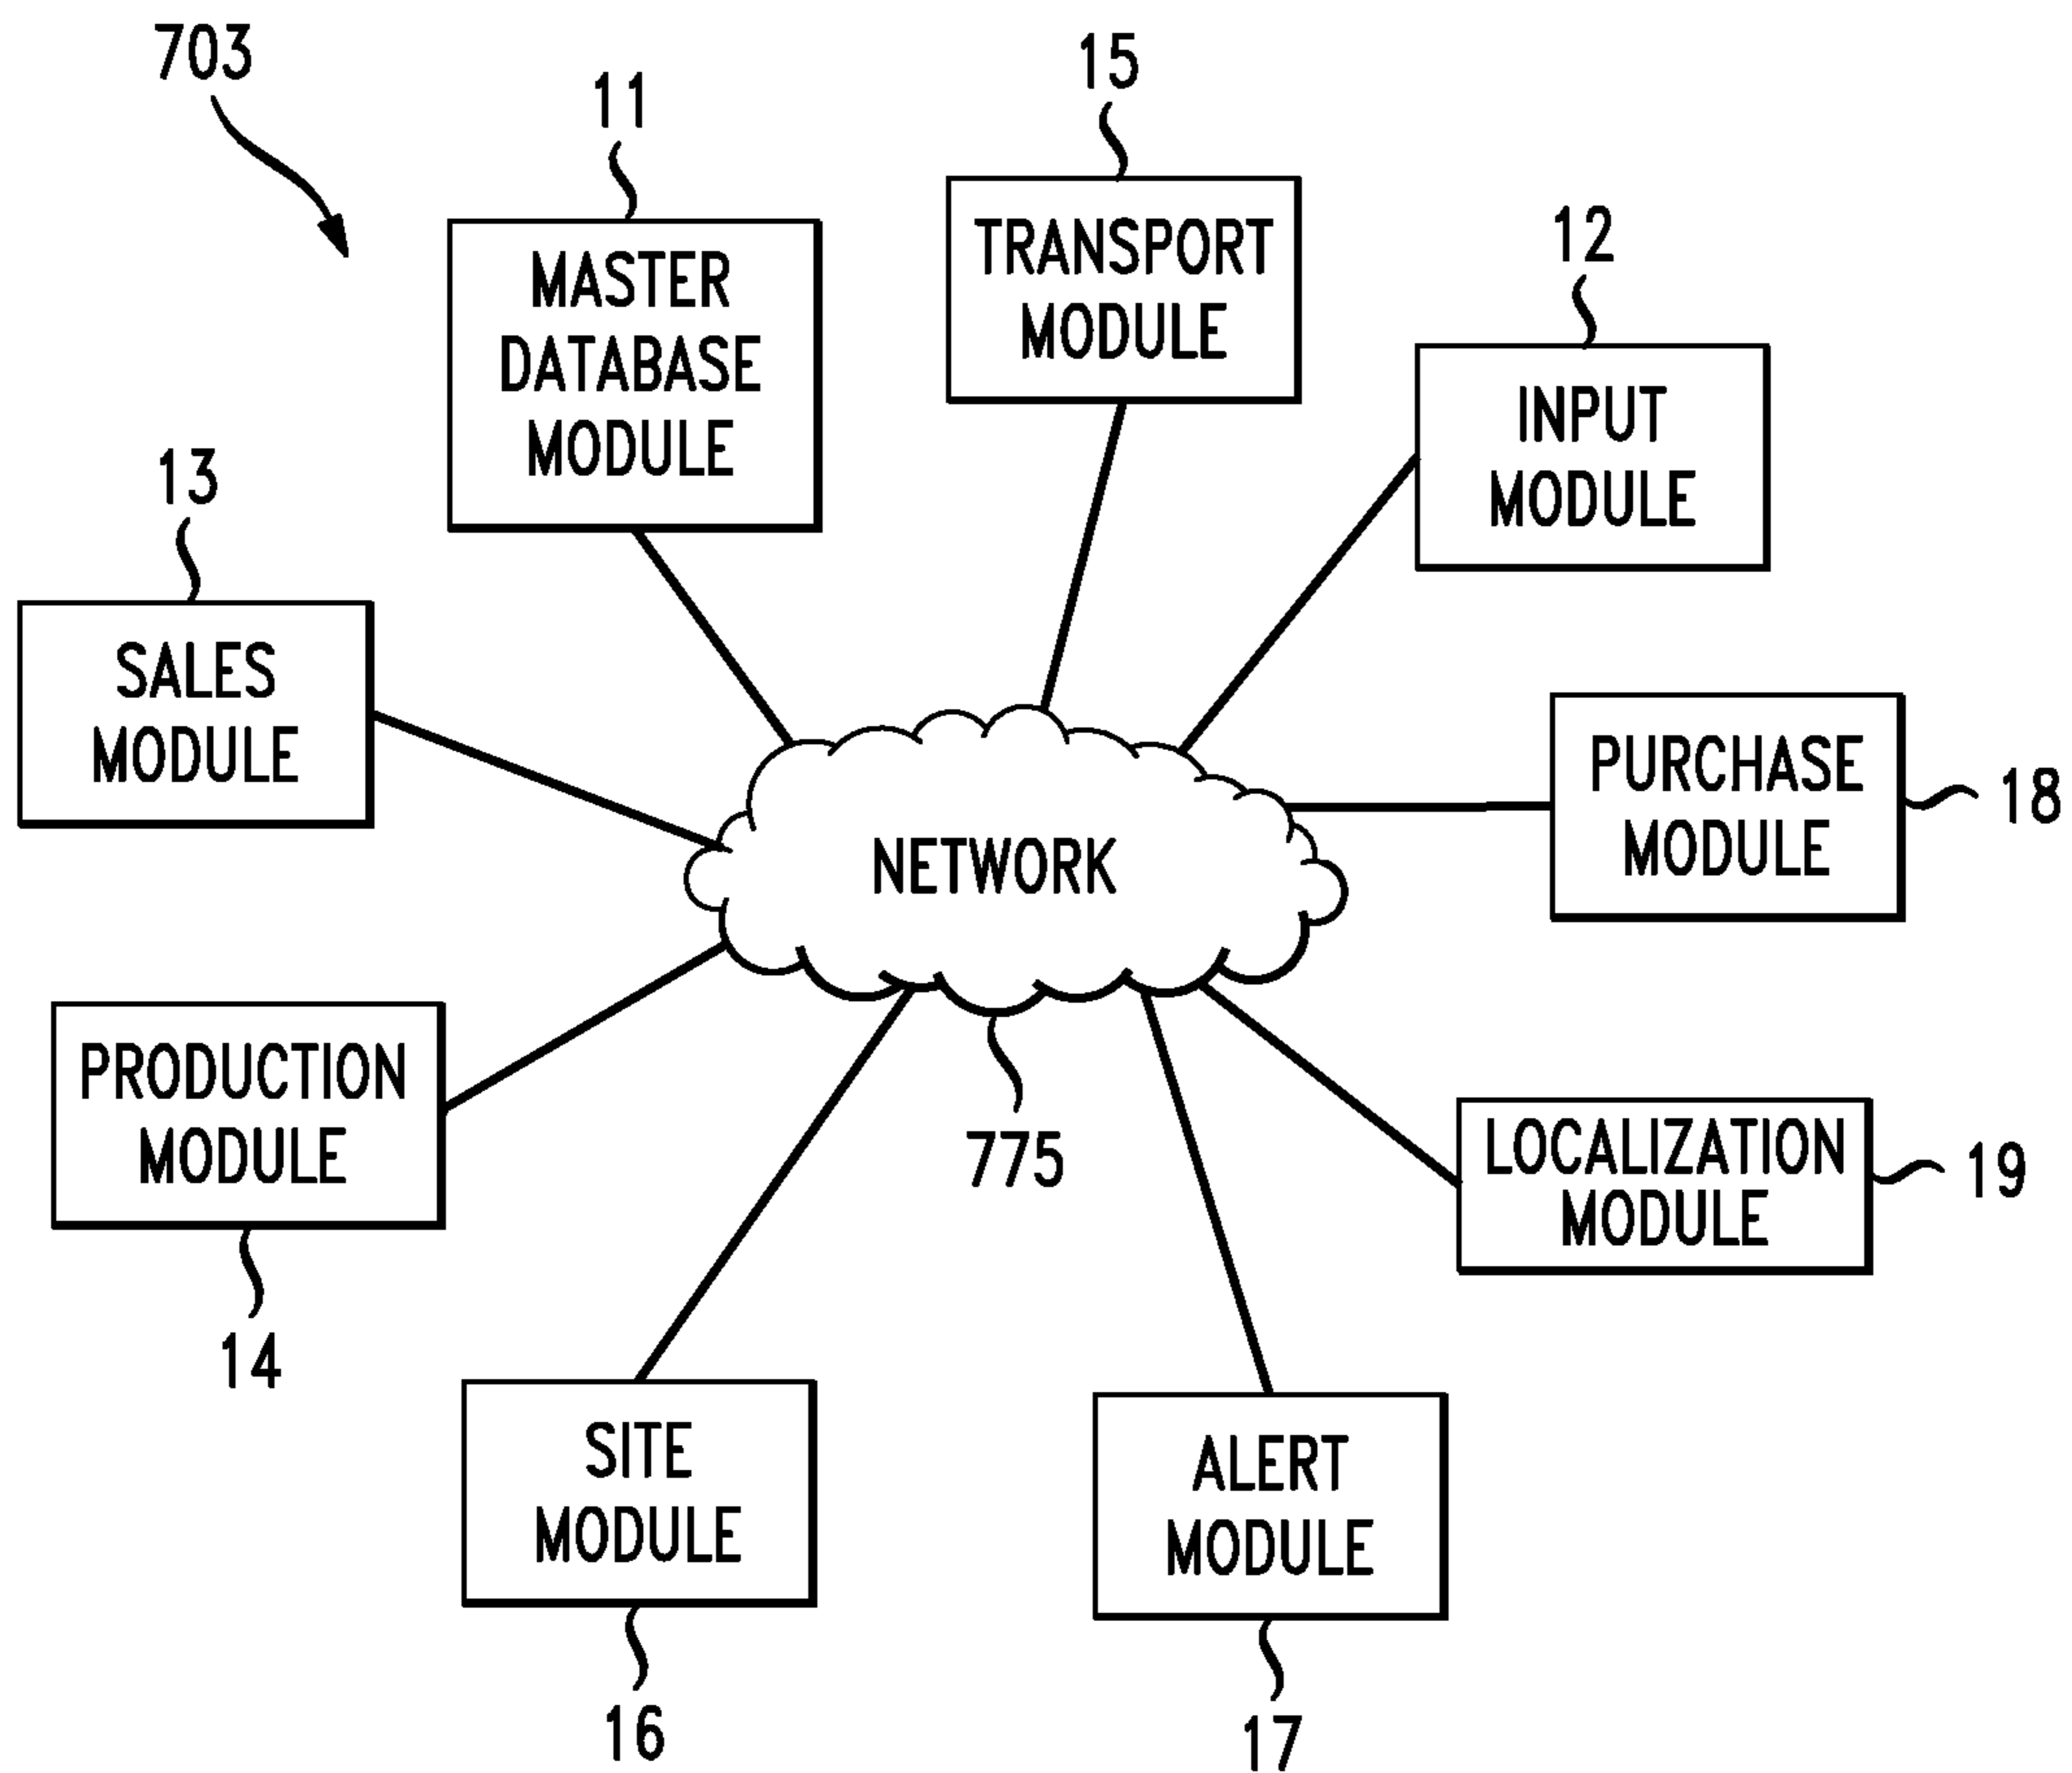 703
11
15
MASTER
DATABASE
MODULE
TRANSPORT
MODULE
12
INPUT
MODULE
13
SALES
MODULE
PURCHASE
MODULE
18
NETWORK
PRODUCTION
MODULE
775
LOCALIZATION
MODULE
19
14
SITE
MODULE
ALERT
MODULE
16
17